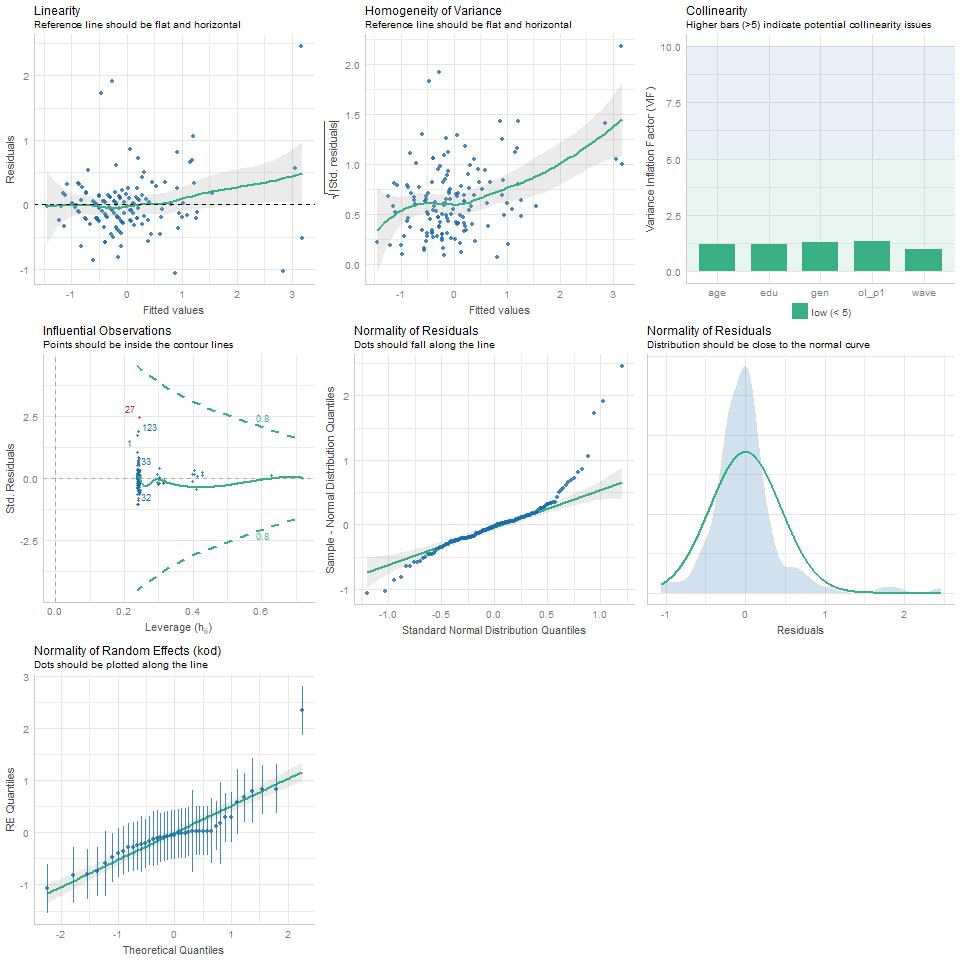 Linearity
Reference line should be flat and horizontal
Residuals
2
1
0
-1
-1
0
1
2
3
Fitted values
Homogeneity of Variance
Reference line should be flat and horizontal
√|Std. residuals|
2.0
1.5
1.0
0.5
0.0
-1
0
1
2
3
Fitted values
Collinearity
Higher bars (>5) indicate potential collinearity issues
Variance Inflation Factor (VIF)
10.0
7.5
5.0
2.5
0.0
age
edu
gen
ol_p1
wave
low (< 5)
Influential Observations
Points should be inside the contour lines
Std. Residuals
2.5
0.0
-2.5
27
123
1
33
32
0.8
0.8
0.0
0.2
0.4
0.6
Leverage (hii)
Normality of Residuals
Dots should fall along the line
Sample - Normal Distribution Quantiles
2
1
0
-1
-1.0
-0.5
0.0
0.5
1.0
Standard Normal Distribution Quantiles
Normality of Residuals
Distribution should be close to the normal curve
-1
0
1
2
Residuals
Normality of Random Effects (kod)
Dots should be plotted along the line
RE Quantiles
3
2
1
0
-1
-2
-1
0
1
2
Theoretical Quantiles